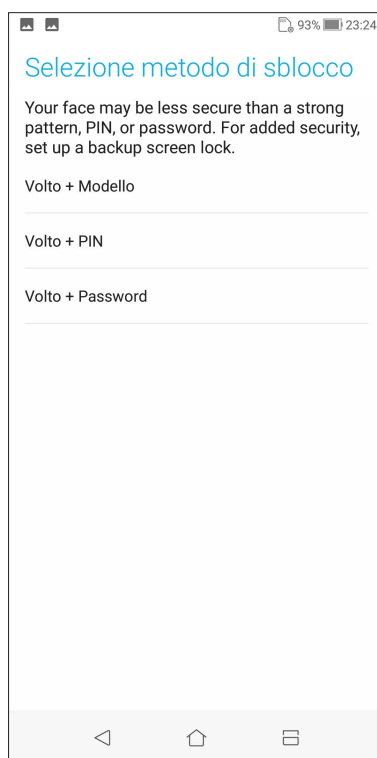 93% 23:24
Selezione metodo di sblocco
Your face may be less secure than a strong
pattern, PIN, or password. For added security,
set up a backup screen lock.
Volto + Modello
Volto + PIN
Volto + Password